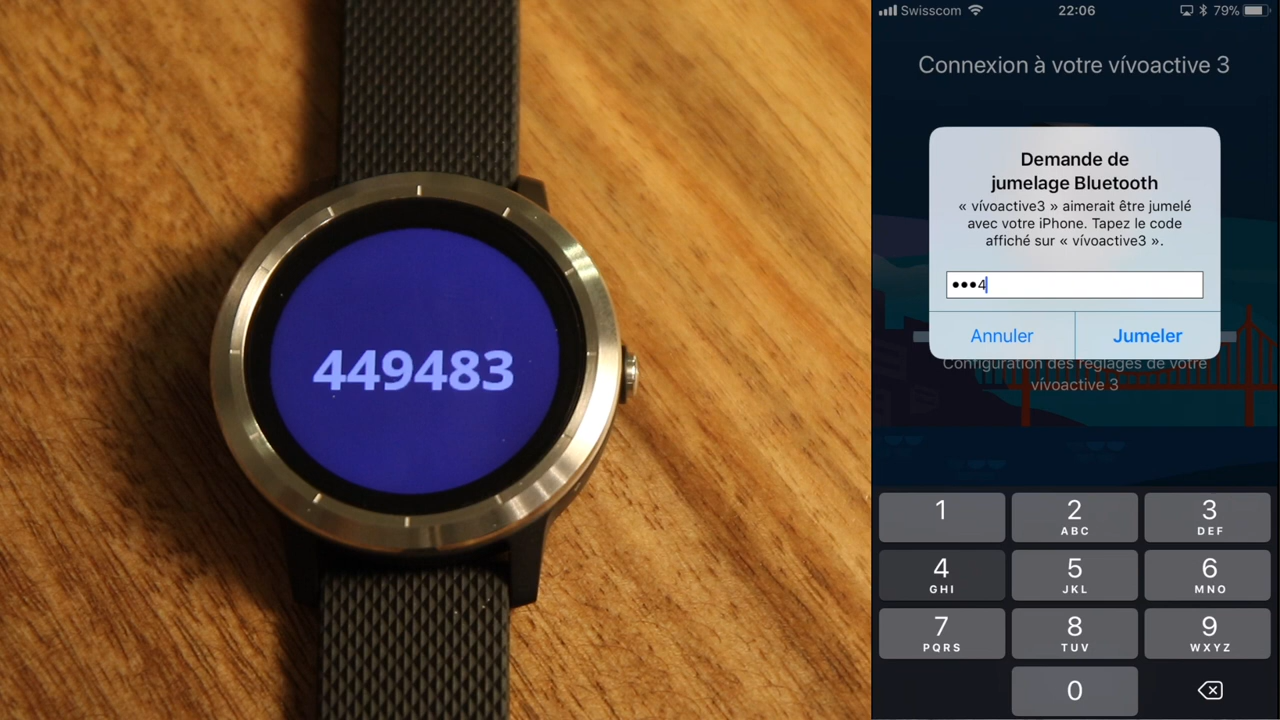 449483
Swisscom 22:06 79%
Connexion à votre vívoactive 3
Demande de
jumelage Bluetooth
« vívoactive3 » aimerait être jumelé
avec votre iPhone. Tapez le code
affiché sur « vívoactive3 ».
•••4
Annuler Jumeler
Configuration des réglages de votre
vívoactive 3
1 2 3
ABC DEF
4 5 6
GHI JKL MNO
7 8 9
PQRS TUV WXYZ
0